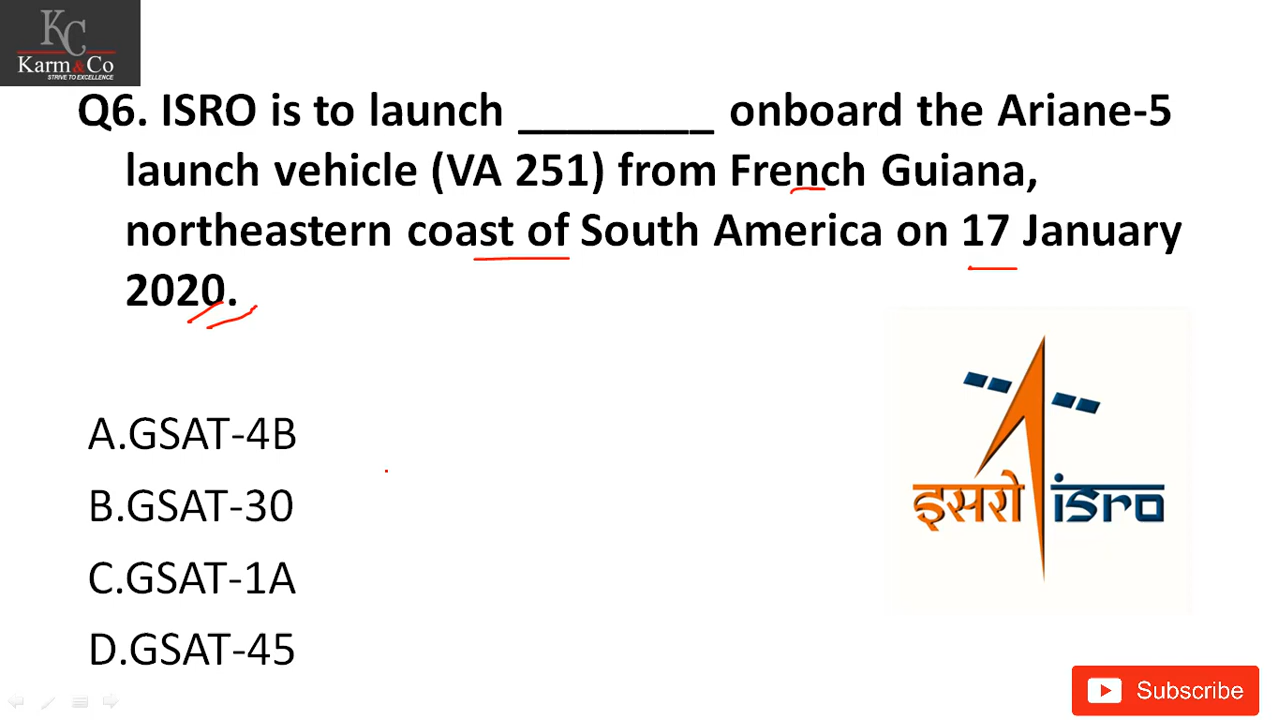 KC
Karm&Co
STRIVE TO EXCELLENCE
Q6. ISRO is to launch ________ onboard the Ariane-5
launch vehicle (VA 251) from French Guiana,
northeastern coast of South America on 17 January
2020.
A.GSAT-4B
B.GSAT-30
C.GSAT-1A
D.GSAT-45
इसरो isro
Subscribe